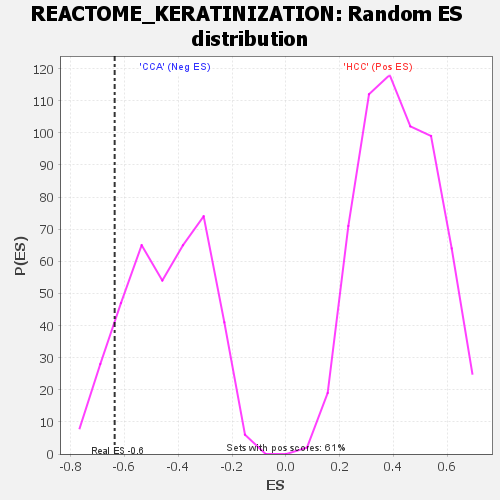 REACTOME_KERATINIZATION: Random ES
distribution
'CCA' (Neg ES)
'HCC' (Pos ES)
120
110
100
90
80
70
60
50
40
30
20
10
0
P(ES)
Real ES -0.6
Sets with pos scores: 61%
-0.8
-0.6
-0.4
-0.2
0.0
0.2
0.4
0.6
ES